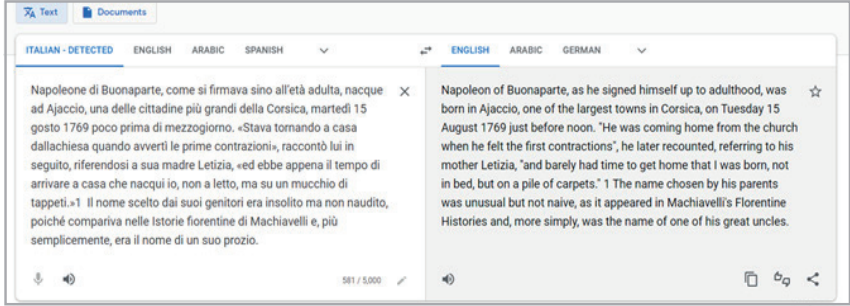 Text Documents
ITALIAN - DETECTED ENGLISH ARABIC SPANISH
ENGLISH ARABIC GERMAN
Napoleone di Buonaparte, come si firmava sino all'età adulta, nacque
ad Ajaccio, una delle cittadine più grandi della Corsica, martedì 15
gosto 1769 poco prima di mezzogiorno. «Stava tornando a casa
dallachiesa quando avvertì le prime contrazioni», raccontò lui in
seguito, riferendosi a sua madre Letizia, «ed ebbe appena il tempo di
arrivare a casa che nacqui io, non a letto, ma su un mucchio di
tappeti.»1 Il nome scelto dai suoi genitori era insolito ma non naudito,
poiché compariva nelle Istorie fiorentine di Machiavelli e, più
semplicemente, era il nome di un suo prozio.
581 / 5,000
Napoleon of Buonaparte, as he signed himself up to adulthood, was
born in Ajaccio, one of the largest towns in Corsica, on Tuesday 15
August 1769 just before noon. "He was coming home from the church
when he felt the first contractions", he later recounted, referring to his
mother Letizia, "and barely had time to get home that I was born, not
in bed, but on a pile of carpets." 1 The name chosen by his parents
was unusual but not naive, as it appeared in Machiavelli's Florentine
Histories and, more simply, was the name of one of his great uncles.